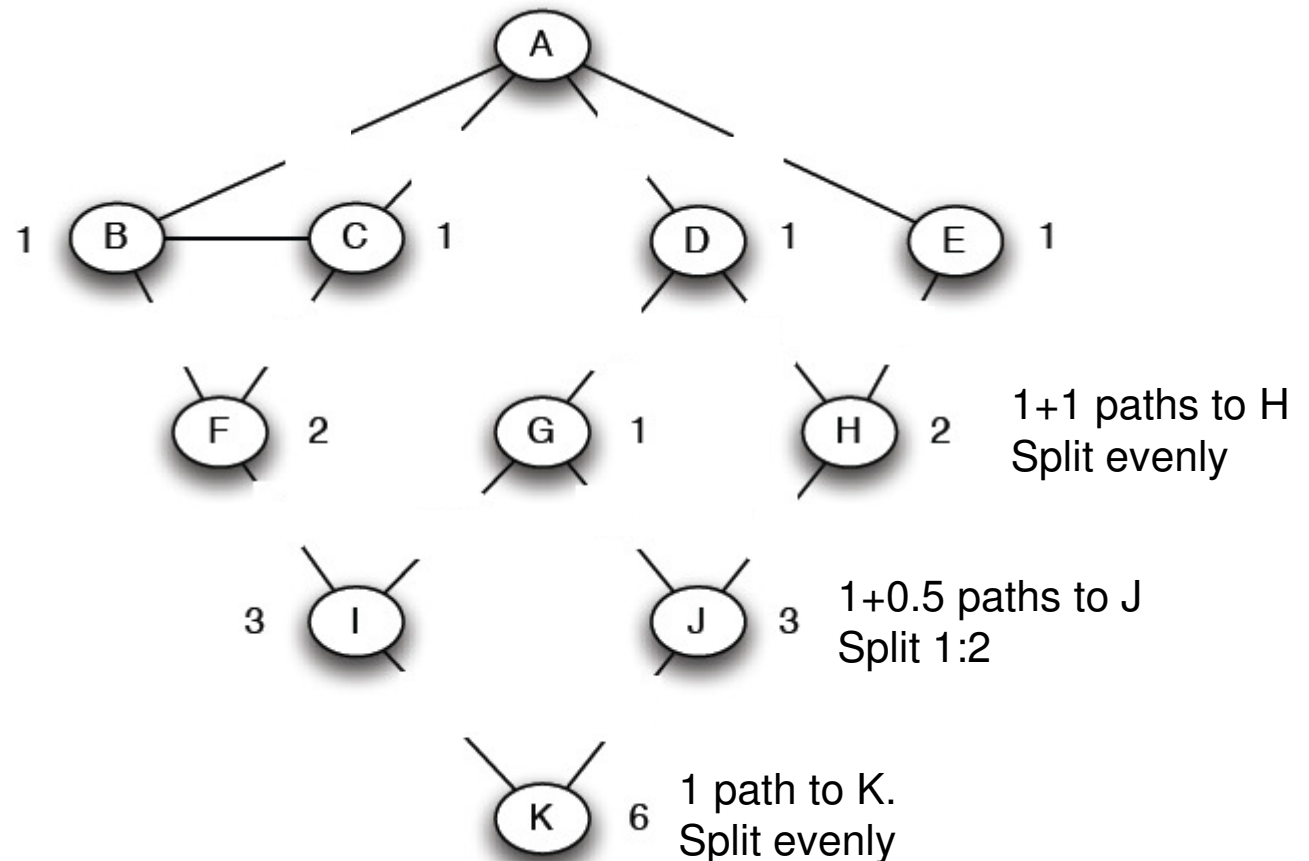 A
1 B C 1 D 1 E 1
F 2 G 1 H 2
1+1 paths to H
Split evenly
3 I J 3
1+0.5 paths to J
Split 1:2
K 6
1 path to K.
Split evenly